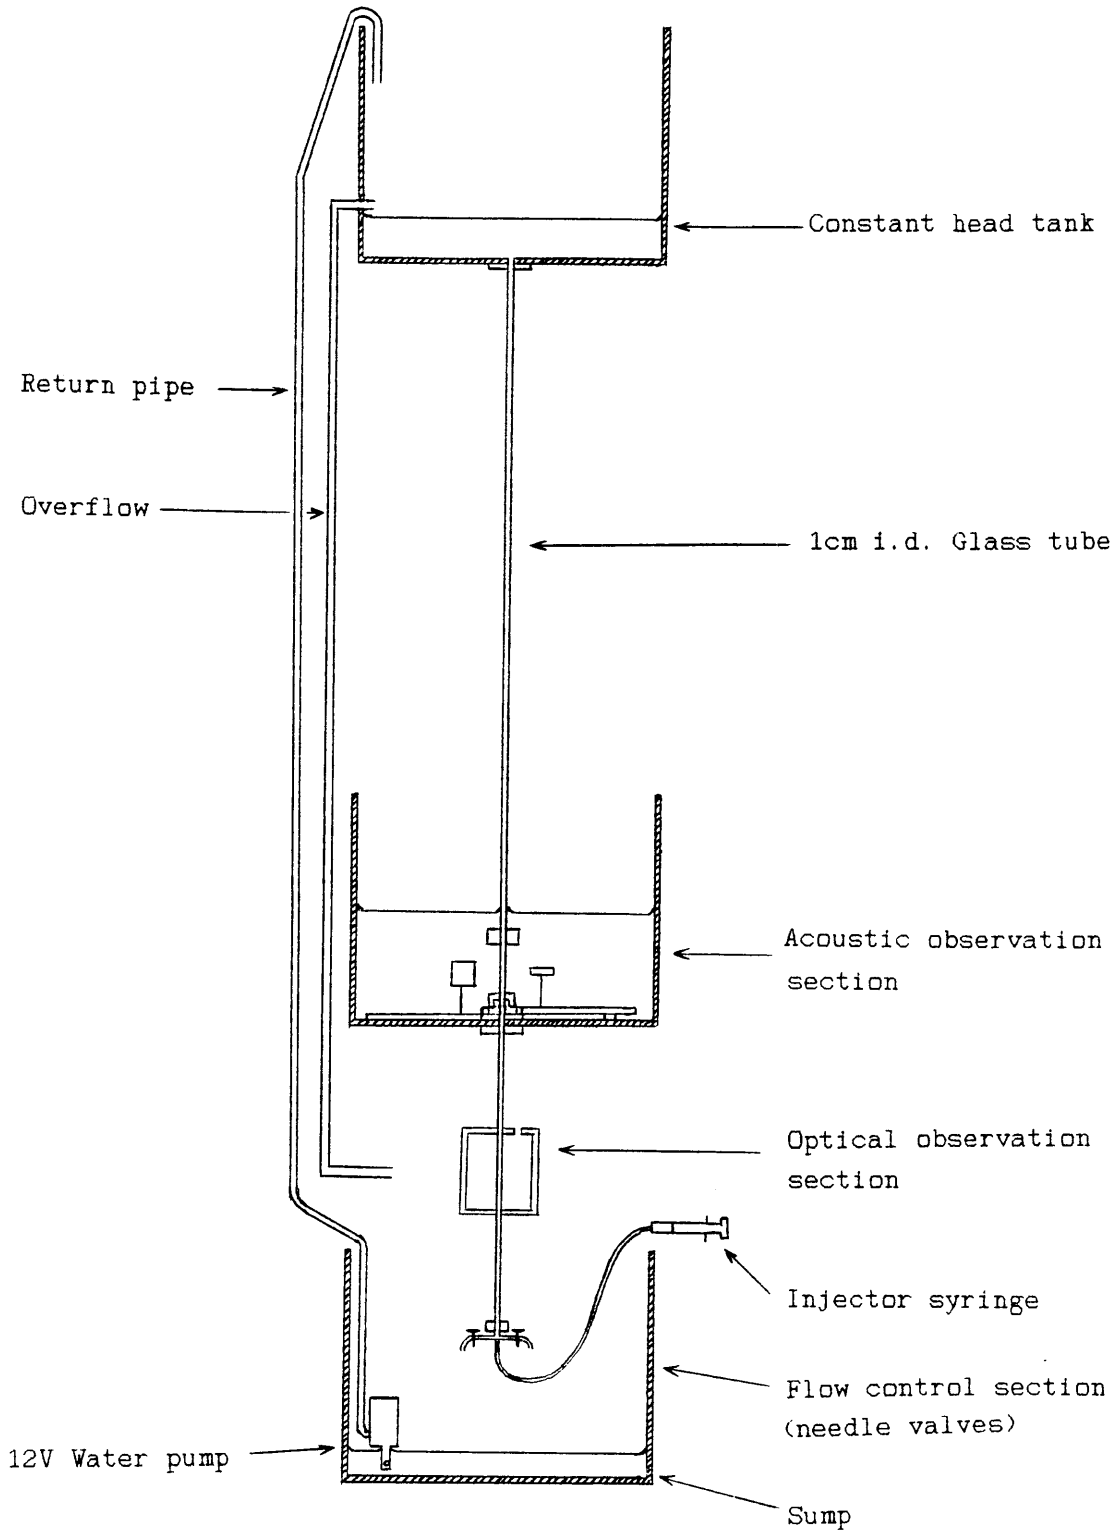 Constant head tank
Return pipe
Overflow
1cm i.d. Glass tube
Acoustic observation
section
Optical observation
section
Injector syringe
Flow control section
(needle valves)
12V Water pump
Sump